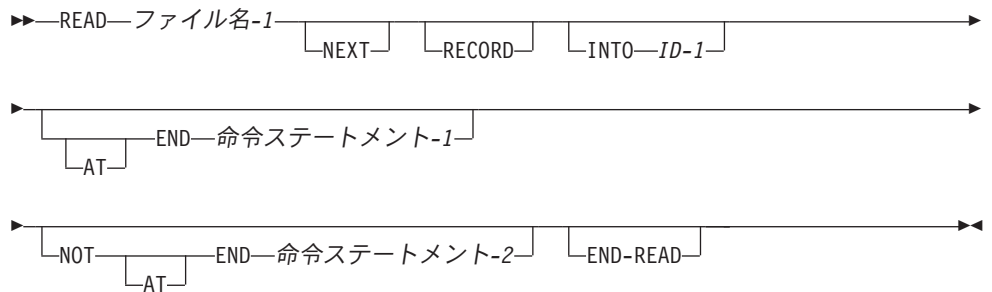 READ ファイル名-1
NEXT RECORD INTO ID-1
END 命令ステートメント-1
AT
NOT END 命令ステートメント-2 END-READ
AT